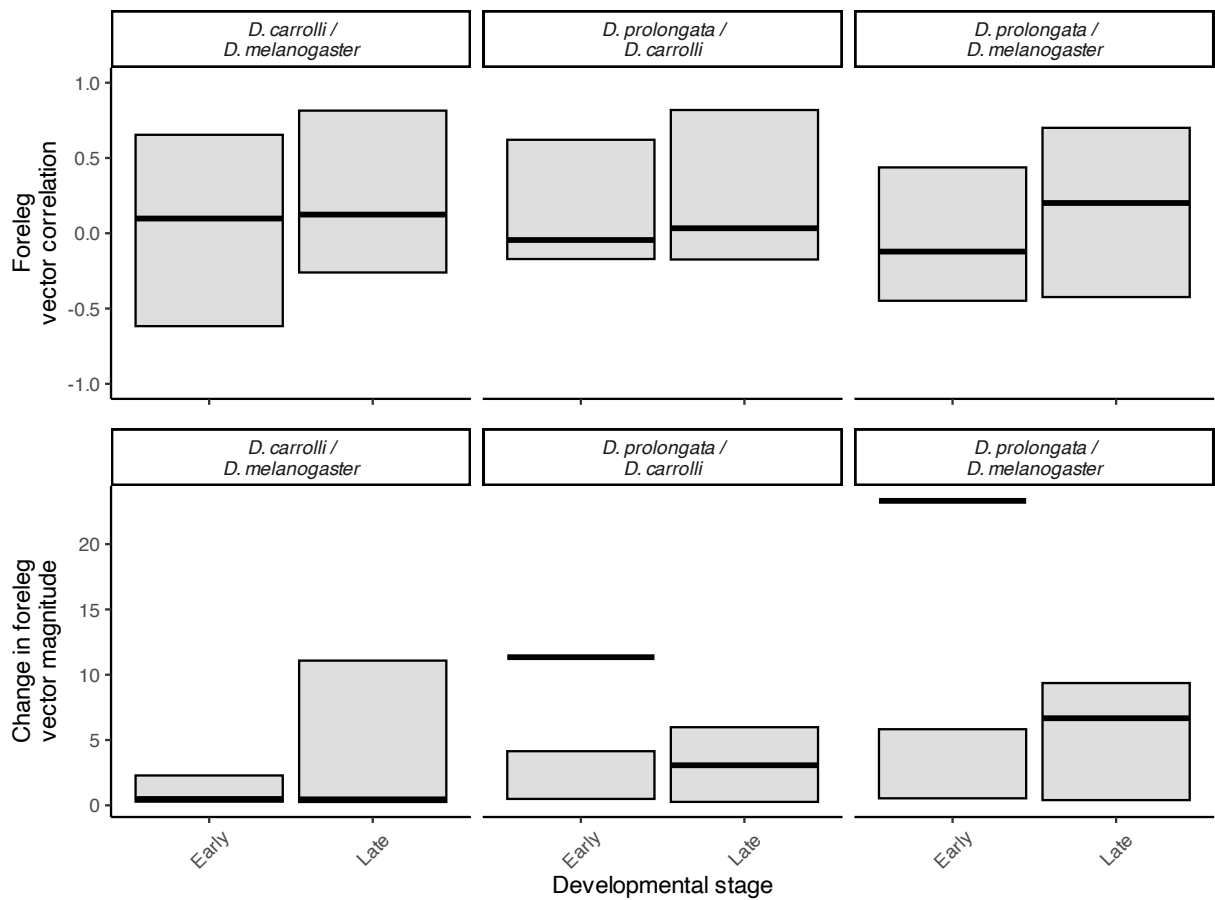 D. carrolli /
D. melanogaster
D. prolongata /
D. carrolli
D. prolongata /
D. melanogaster
Foreleg
vector correlation
1.0
0.5
0.0
-0.5
-1.0
D. carrolli /
D. melanogaster
D. prolongata /
D. carrolli
D. prolongata /
D. melanogaster
Change in foreleg
vector magnitude
20
15
10
5
0
Early
Late
Early
Late
Early
Late
Developmental stage